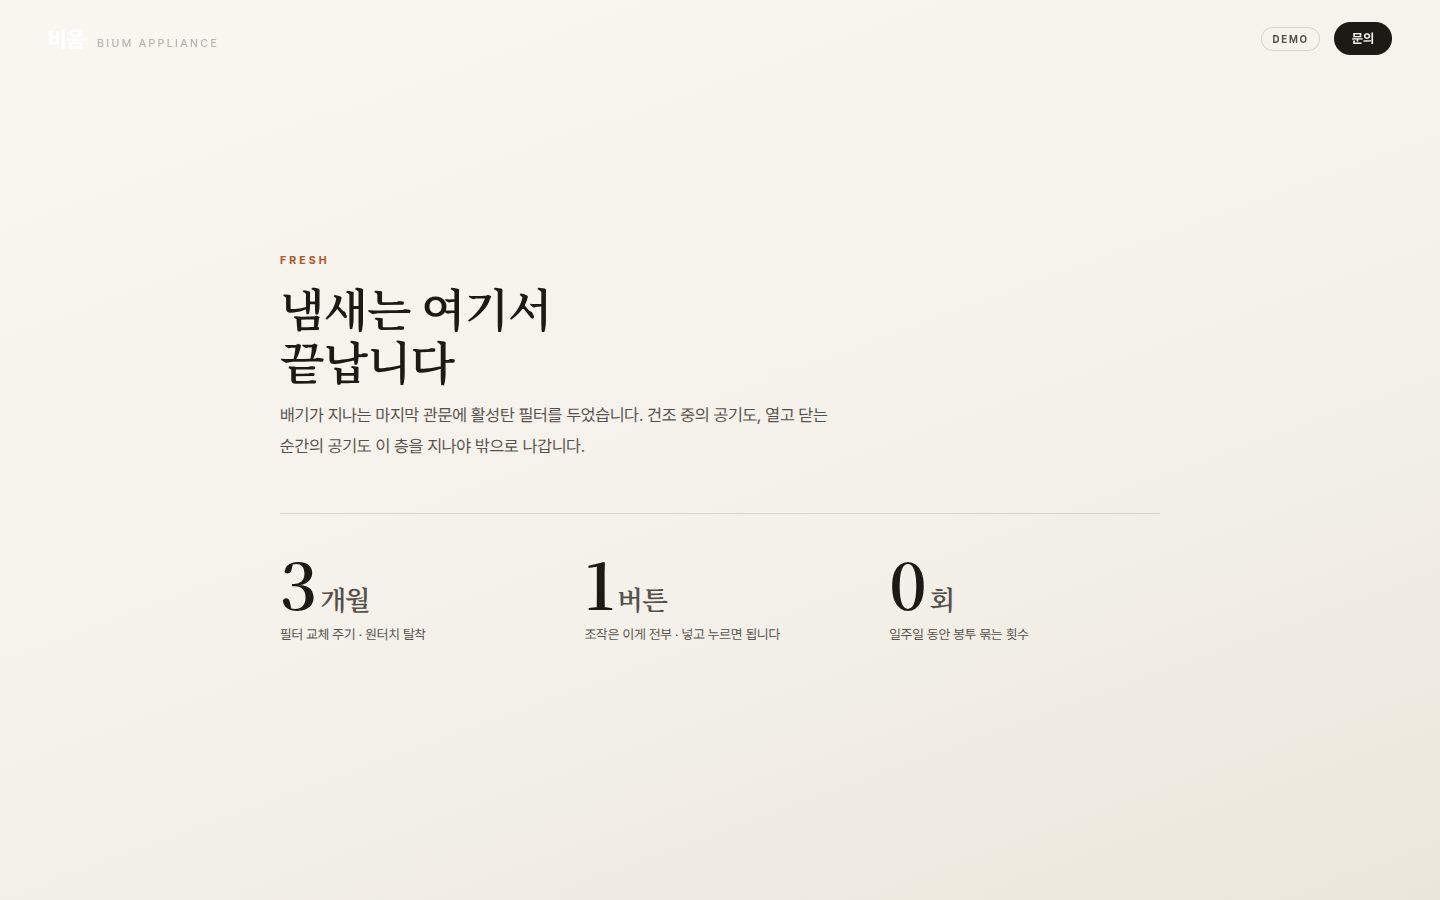 비움 BIUM APPLIANCE
DEMO
문의
FRESH
냄새는 여기서
끝납니다
배기가 지나는 마지막 관문에 활성탄 필터를 두었습니다. 건조 중의 공기도, 열고 닫는
순간의 공기도 이 층을 지나야 밖으로 나갑니다.
3 개월
필터 교체 주기 · 원터치 탈착
1 버튼
조작은 이게 전부 · 넣고 누르면 됩니다
0 회
일주일 동안 봉투 묶는 횟수